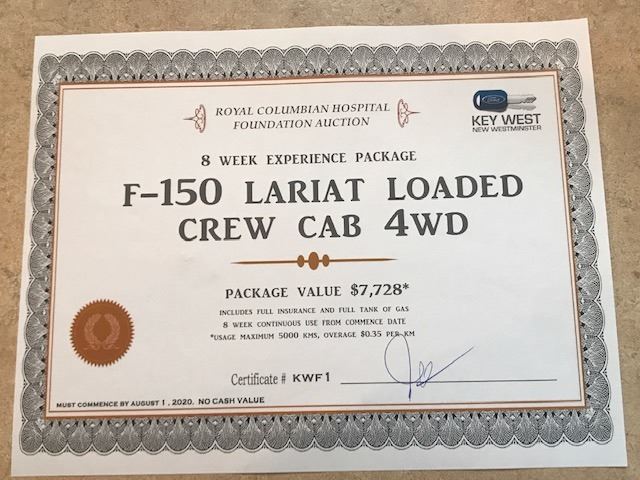 ROYAL COLUMBIAN HOSPITAL
FOUNDATION AUCTION
Ford
KEY WEST
NEW WESTMINSTER
8 WEEK EXPERIENCE PACKAGE
F-150 LARIAT LOADED
CREW CAB 4WD
PACKAGE VALUE $7,728*
INCLUDES FULL INSURANCE AND FULL TANK OF GAS
8 WEEK CONTINUOUS USE FROM COMMENCE DATE
*USAGE MAXIMUM 5000 KMS, OVERAGE $0.35 PER KM
Certificate # KWF1
MUST COMMENCE BY AUGUST 1, 2020. NO CASH VALUE